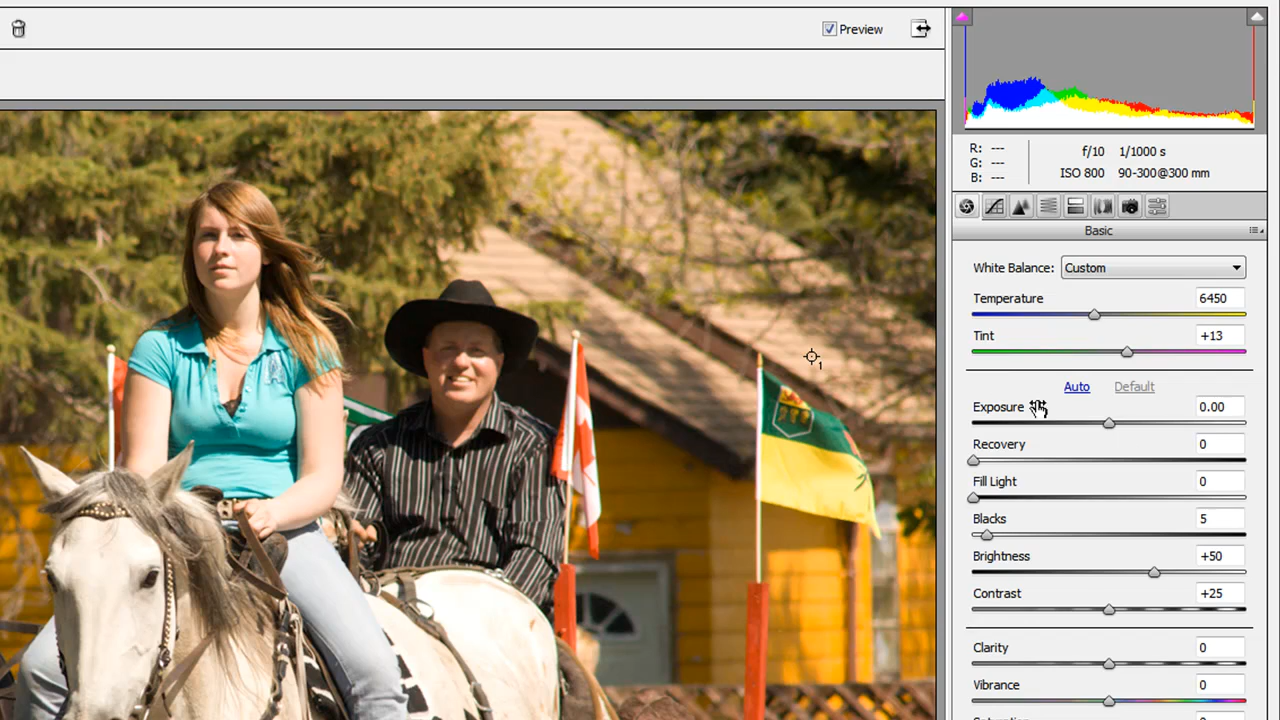 Preview
R: ---
G: ---
B: ---
f/10 1/1000 s
ISO 800 90-300@300 mm
Basic
White Balance: Custom
Temperature 6450
Tint +13
Auto Default
1
Exposure 0.00
Recovery 0
Fill Light 0
Blacks 5
Brightness +50
Contrast +25
Clarity 0
Vibrance 0